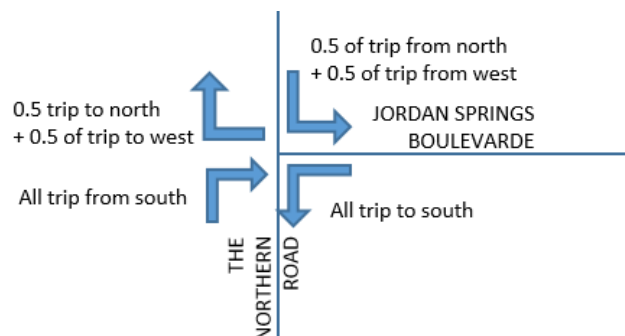 0.5 of trip from north
+ 0.5 of trip from west
0.5 trip to north
+ 0.5 of trip to west
JORDAN SPRINGS
BOULEVARDE
All trip from south
All trip to south
THE
NORTHERN
ROAD